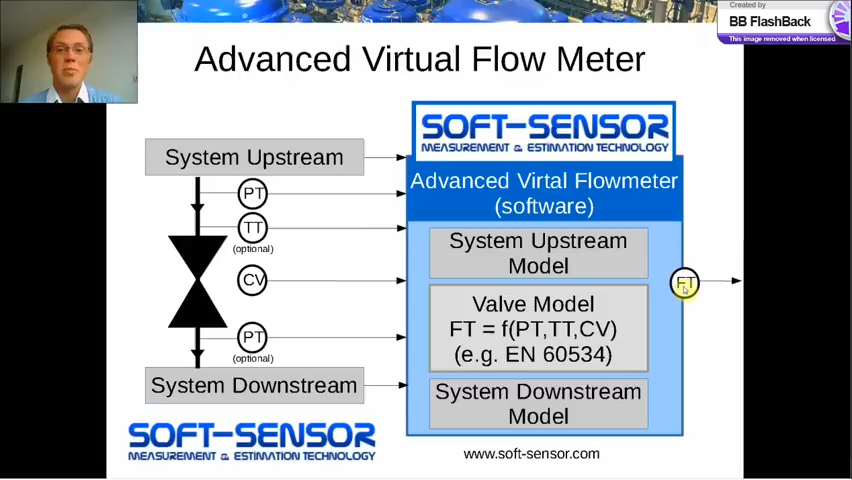 Created by
BB FlashBack
This image removed when licensed
Advanced Virtual Flow Meter
SOFT-SENSOR
MEASUREMENT & ESTIMATION TECHNOLOGY
System Upstream
Advanced Virtal Flowmeter
(software)
PT
TT
(optional)
System Upstream
Model
CV
FT
Valve Model
FT = f(PT,TT,CV)
(e.g. EN 60534)
PT
(optional)
System Downstream
System Downstream
Model
SOFT-SENSOR
MEASUREMENT & ESTIMATION TECHNOLOGY
www.soft-sensor.com